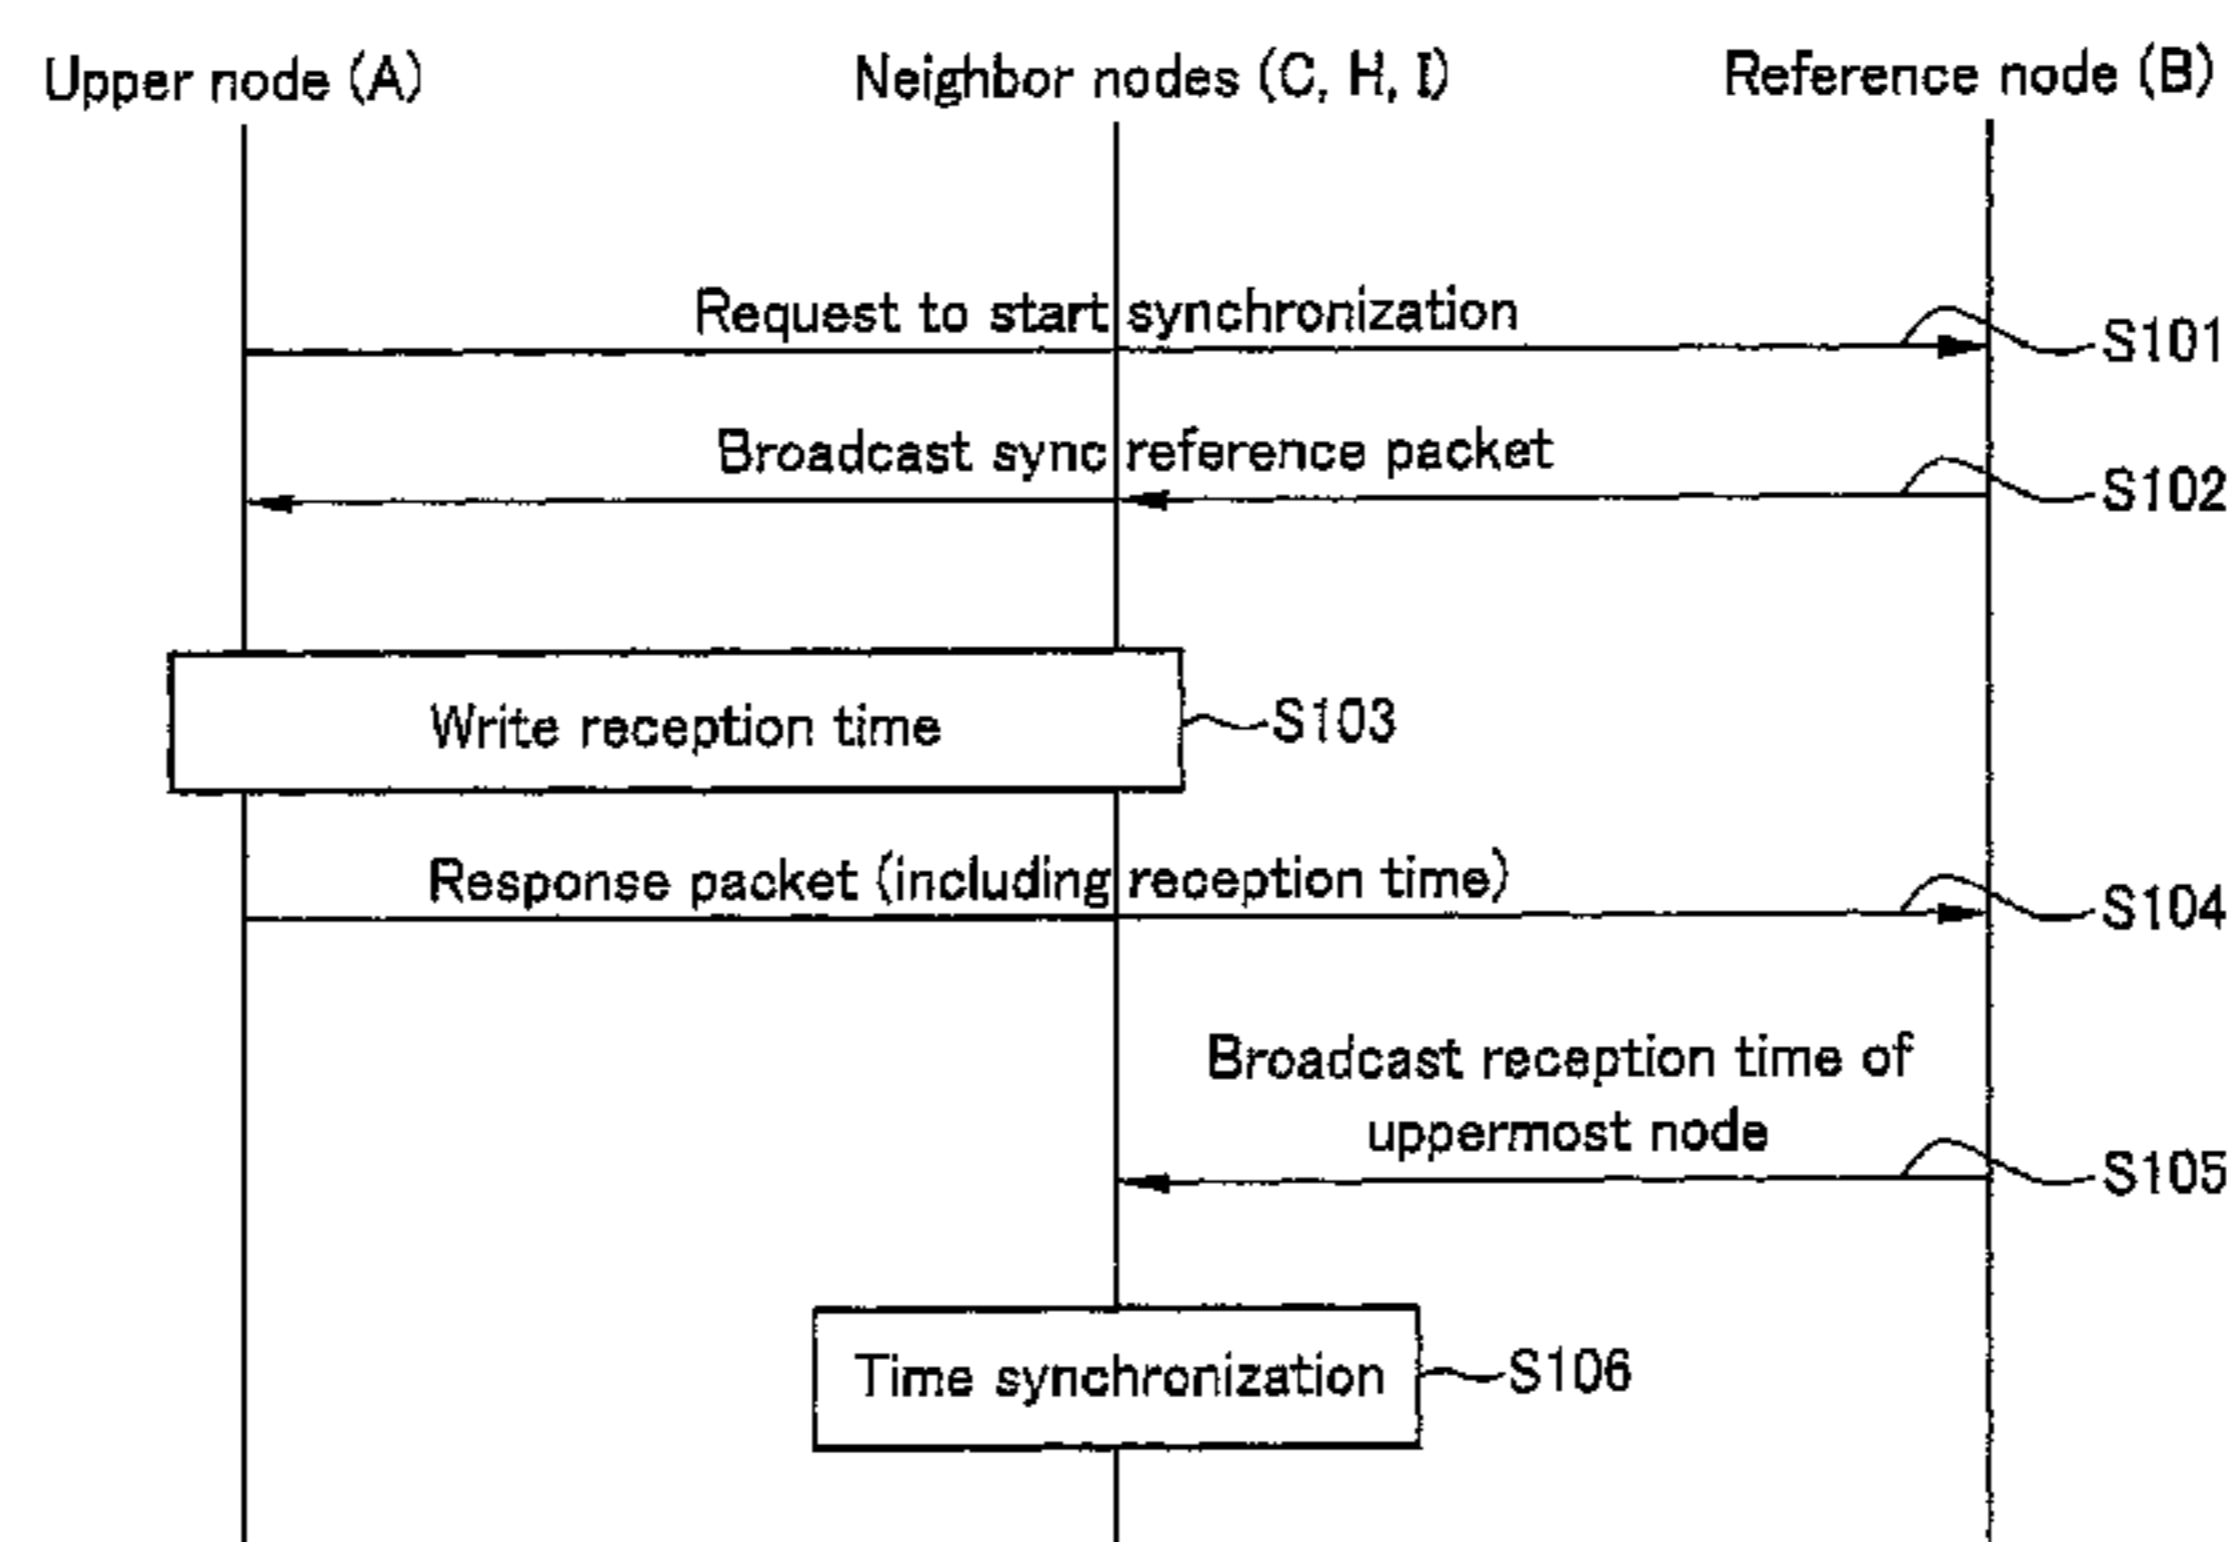 Upper node (A)
Neighbor nodes (C, H, I)
Reference node (B)
Request to start synchronization
S101
Broadcast sync reference packet
S102
Write reception time
S103
Response packet (including reception time)
S104
Broadcast reception time of
uppermost node
S105
Time synchronization
S106